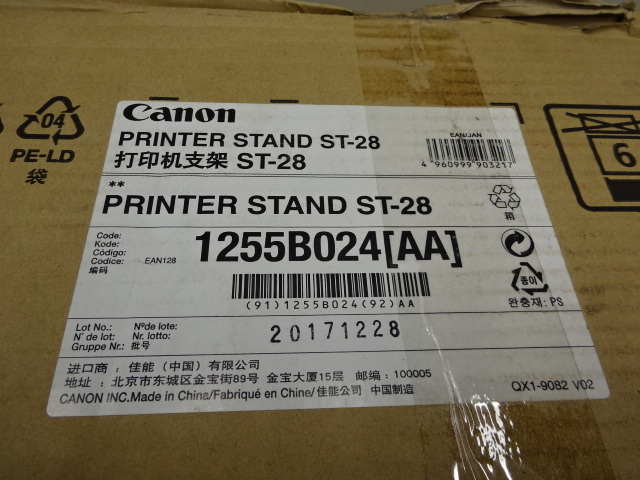 04
PE-LD
袋
Canon
PRINTER STAND ST-28
打印机支架 ST-28
EAN/JAN
4 960999 903217
**
PRINTER STAND ST-28
箱
6
Code:
Kode:
Código:
Codice:
编码
EAN128
1255B024[AA]
(91)1255B024(92)AA
종이
완충재: PS
Lot No.: Nºde lote:
N˚ de lot: Nr. lotto:
Gruppe Nr.: 批号
20171228
进口商 : 佳能（中国）有限公司
地址 : 北京市东城区金宝街89号 金宝大厦15层 邮编 : 100005
CANON INC.Made in China/Fabriqué en Chine/佳能公司 中国制造
QX1-9082 V02